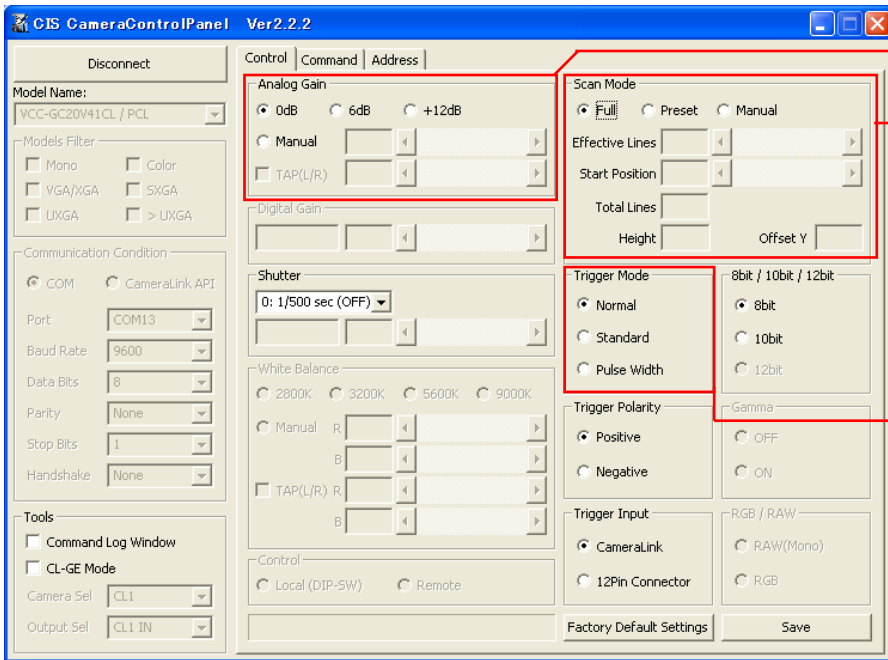 CIS CameraControlPanel Ver2.2.2
Disconnect
Model Name:
VCC-GC20V41CL / PCL
Models Filter
Mono Color
VGA/XGA SXGA
UXGA > UXGA
Communication Condition
COM CameraLink API
Port COM13
Baud Rate 9600
Data Bits 8
Parity None
Stop Bits 1
Handshake None
Tools
Command Log Window
CL-GE Mode
Camera Sel CL1
Output Sel CL1 IN
Control Command Address
Analog Gain
0dB 6dB +12dB
Manual
TAP(L/R)
Digital Gain
Shutter
0: 1/500 sec (OFF)
White Balance
2800K 3200K 5600K 9000K
Manual R
B
TAP(L/R) R
B
Control
Local (DIP-SW) Remote
Scan Mode
Full Preset Manual
Effective Lines
Start Position
Total Lines
Height Offset Y
Trigger Mode
Normal
Standard
Pulse Width
8bit / 10bit / 12bit
8bit
10bit
12bit
Trigger Polarity
Positive
Negative
Gamma
OFF
ON
Trigger Input
CameraLink
12Pin Connector
RGB / RAW
RAW(Mono)
RGB
Factory Default Settings Save